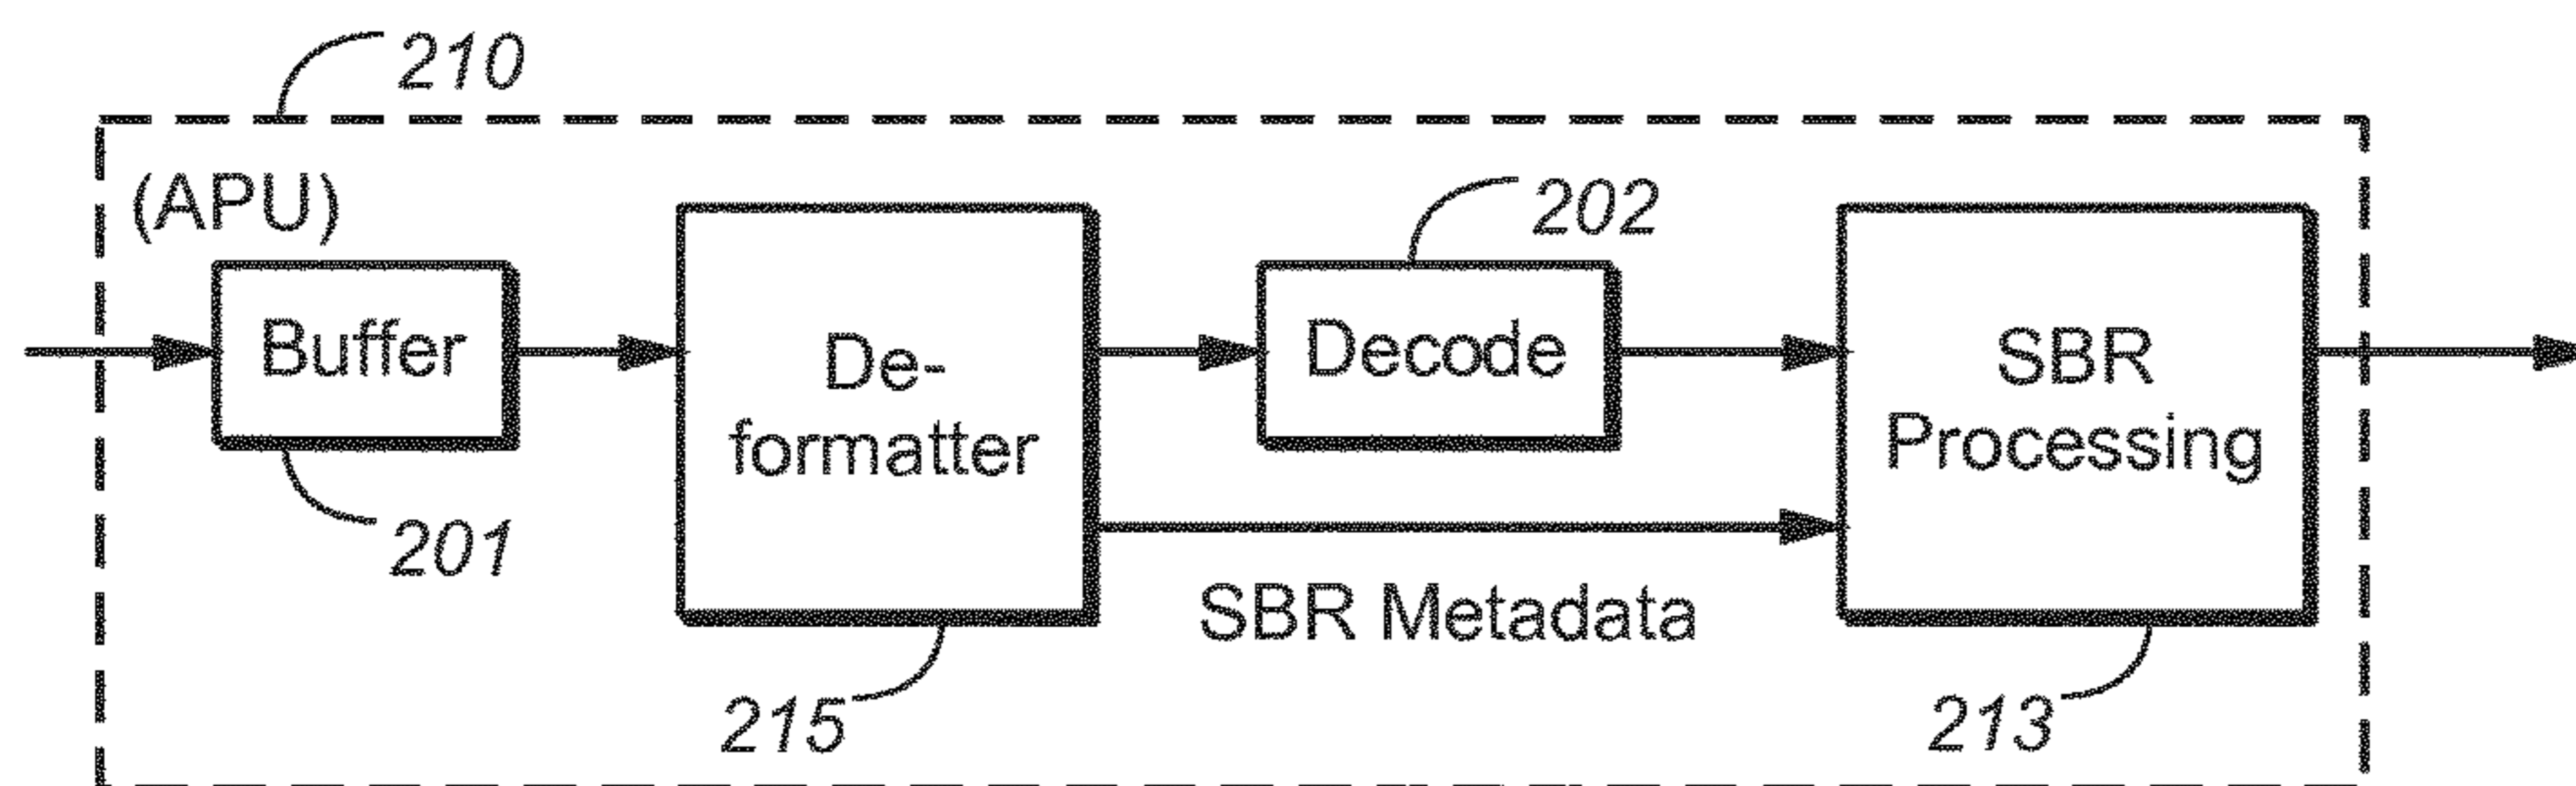 210
(APU)
Buffer
201
De-
formatter
215
202
Decode
SBR Metadata
SBR
Processing
213